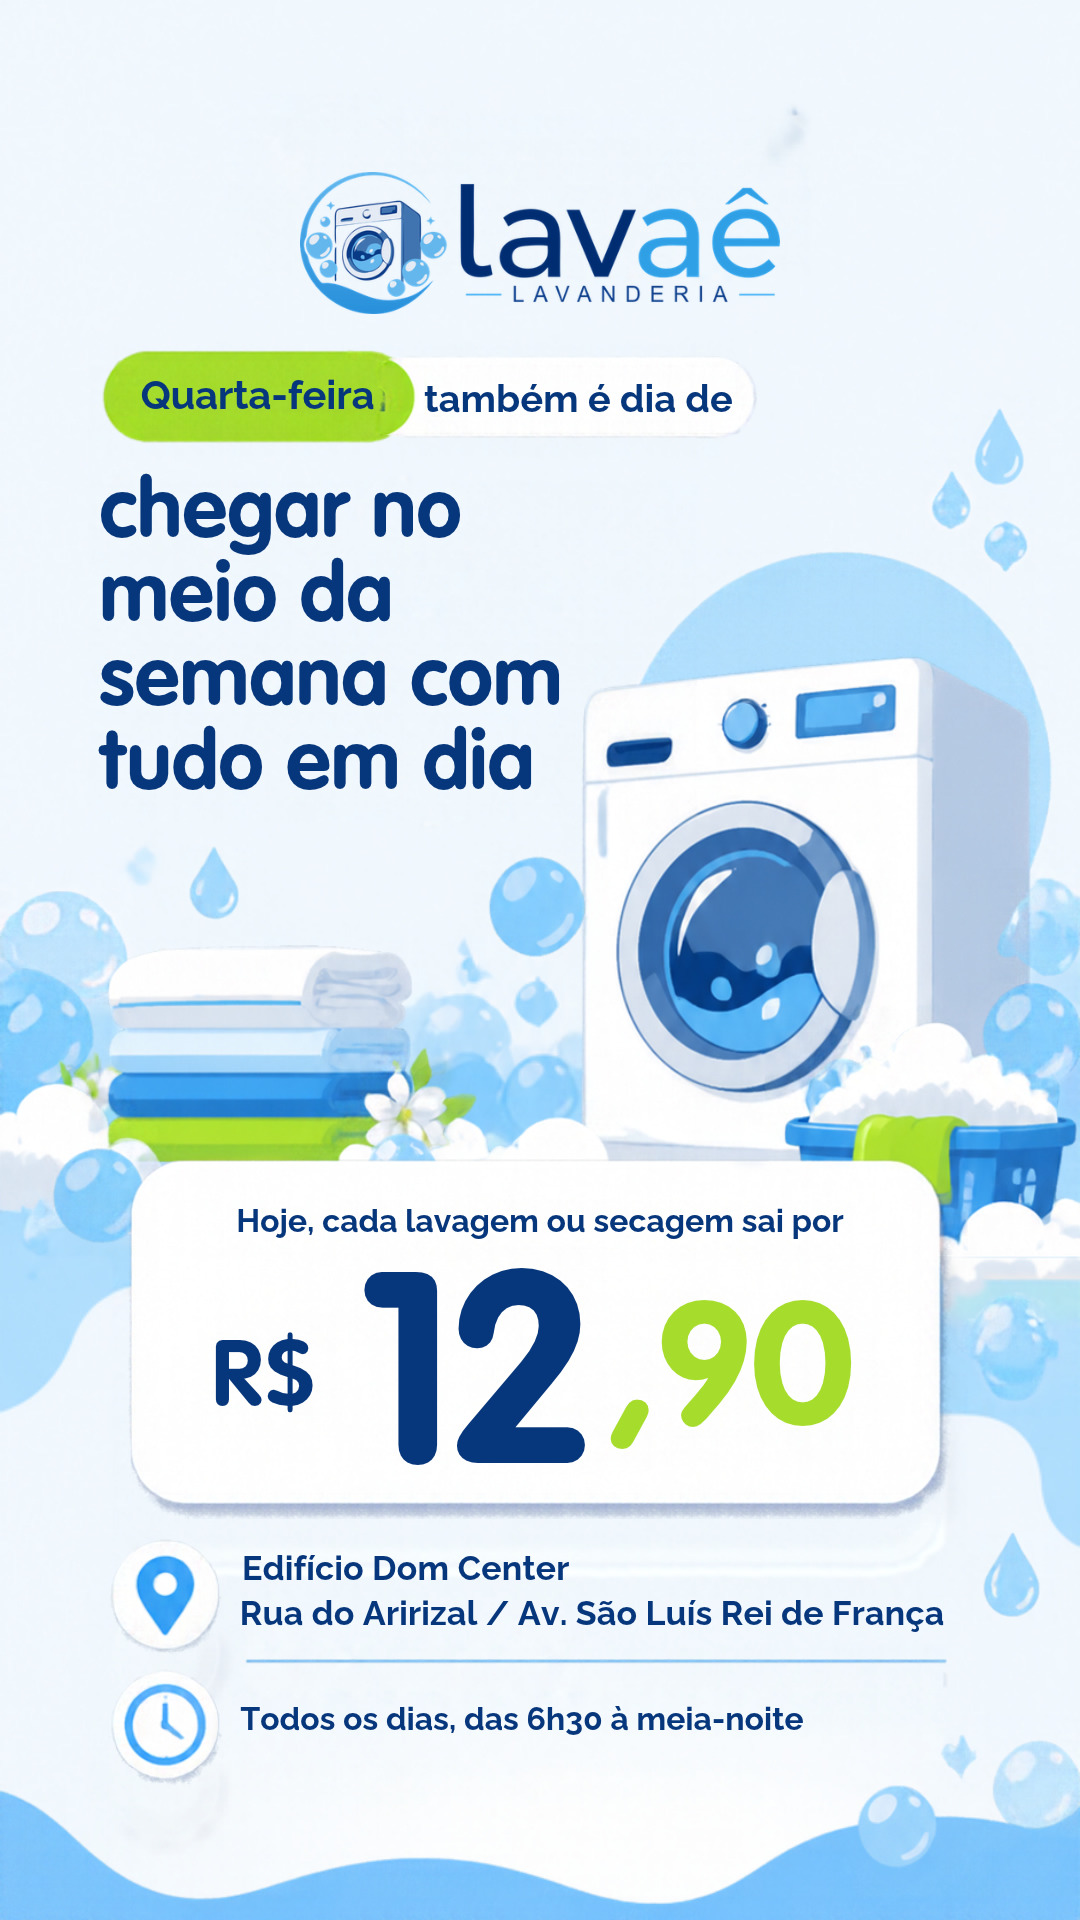 lavaê
LAVANDERIA
Quarta-feira também é dia de
chegar no
meio da
semana com
tudo em dia
Hoje, cada lavagem ou secagem sai por
R$ 12,90
Edifício Dom Center
Rua do Aririzal / Av. São Luís Rei de França
Todos os dias, das 6h30 à meia-noite